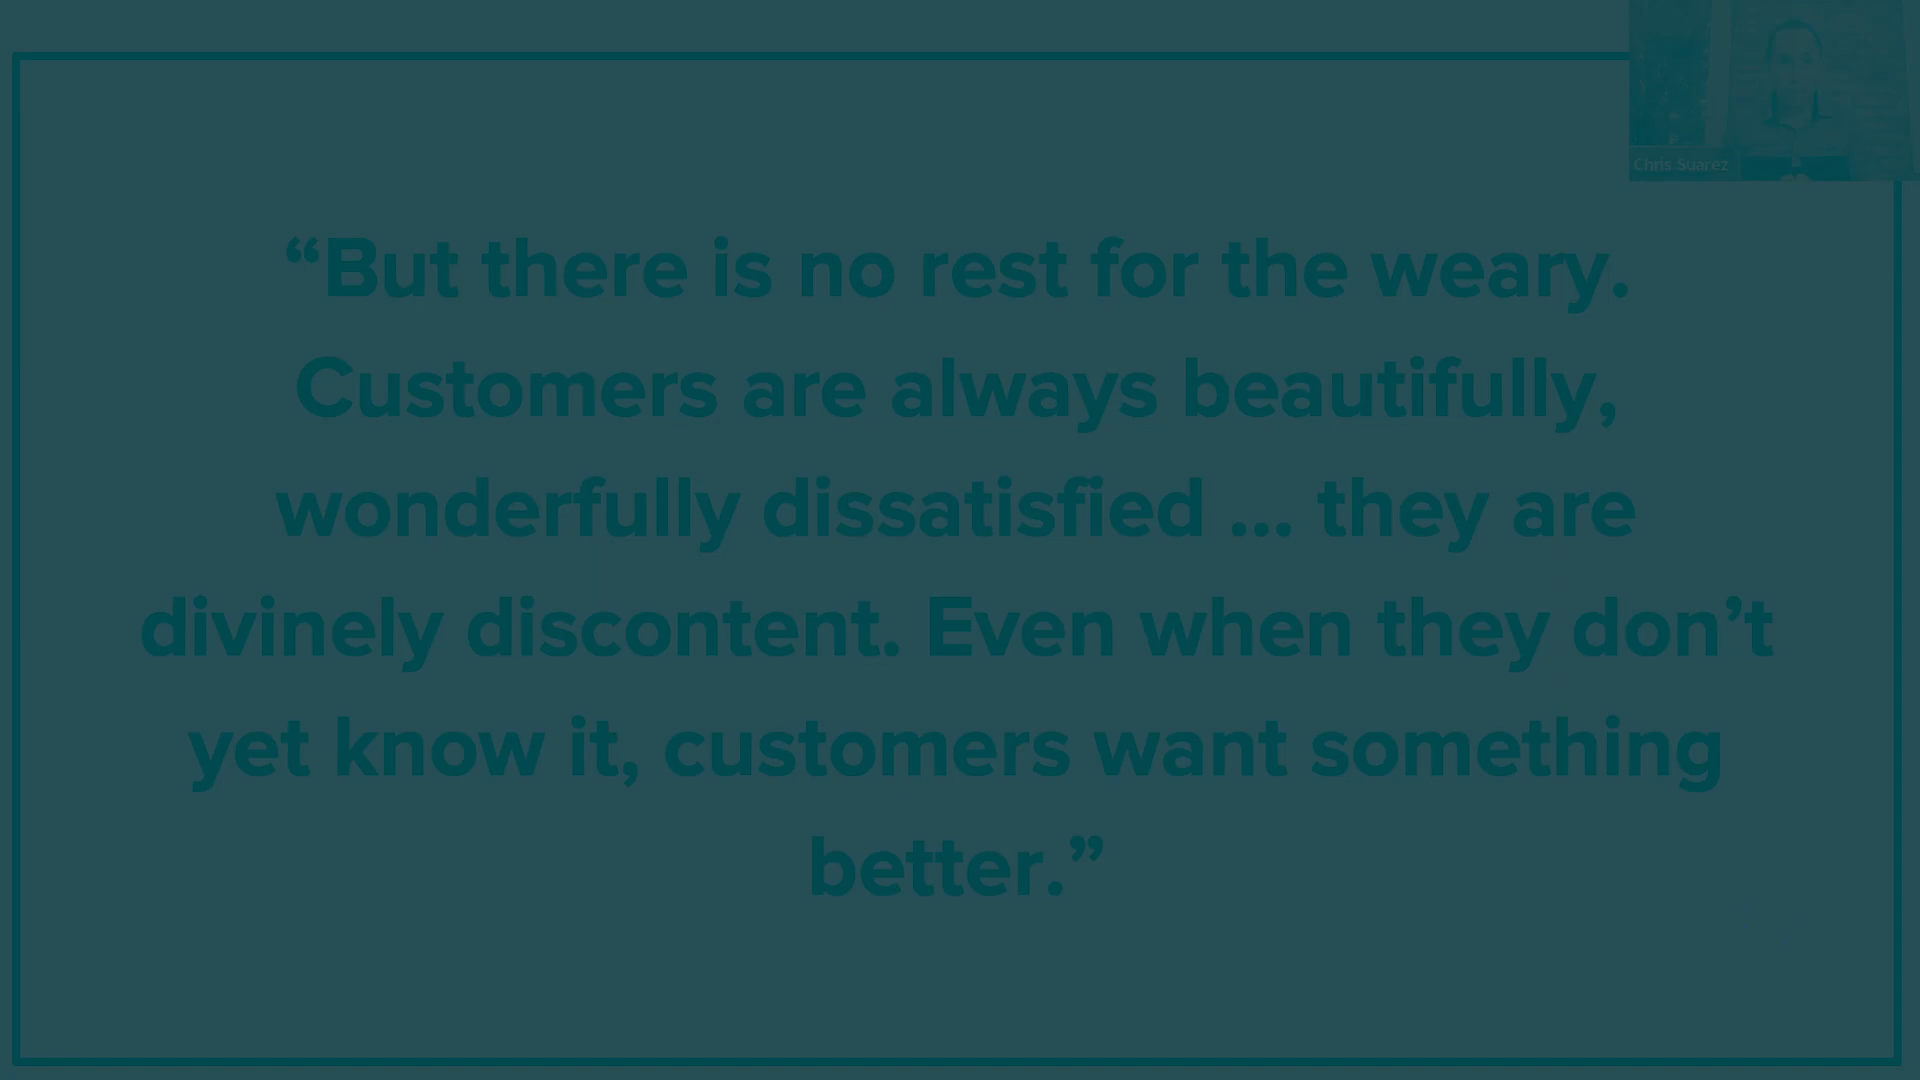 Chris Suarez
“But there is no rest for the weary.
Customers are always beautifully,
wonderfully dissatisfied ... they are
divinely discontent. Even when they don’t
yet know it, customers want something
better.”